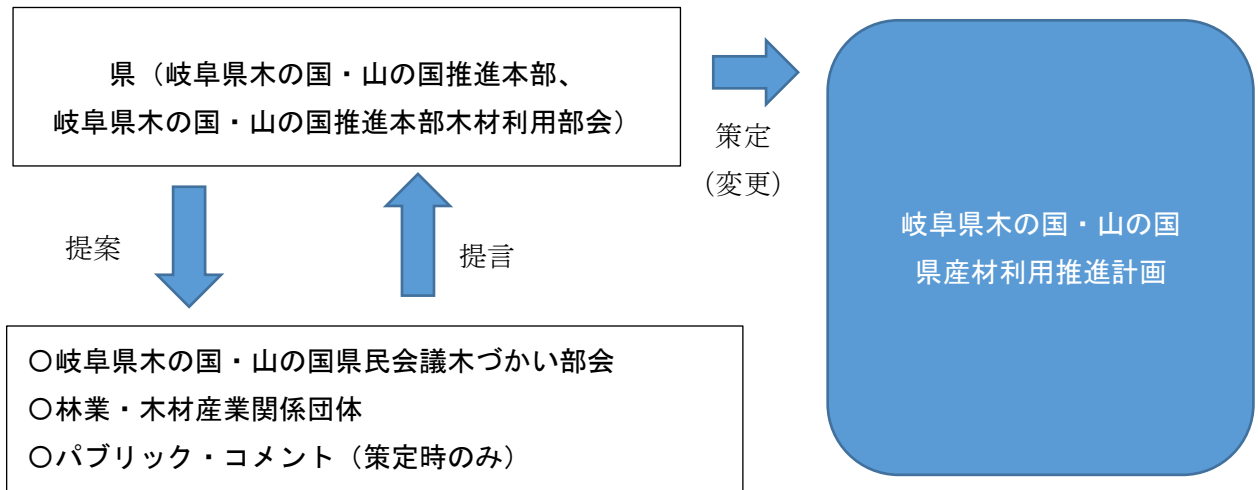 県（岐阜県木の国・山の国推進本部、
岐阜県木の国・山の国推進本部木材利用部会）
策定
（変更）
岐阜県木の国・山の国
県産材利用推進計画
提案
提言
〇岐阜県木の国・山の国県民会議木づかい部会
〇林業・木材産業関係団体
〇パブリック・コメント（策定時のみ）